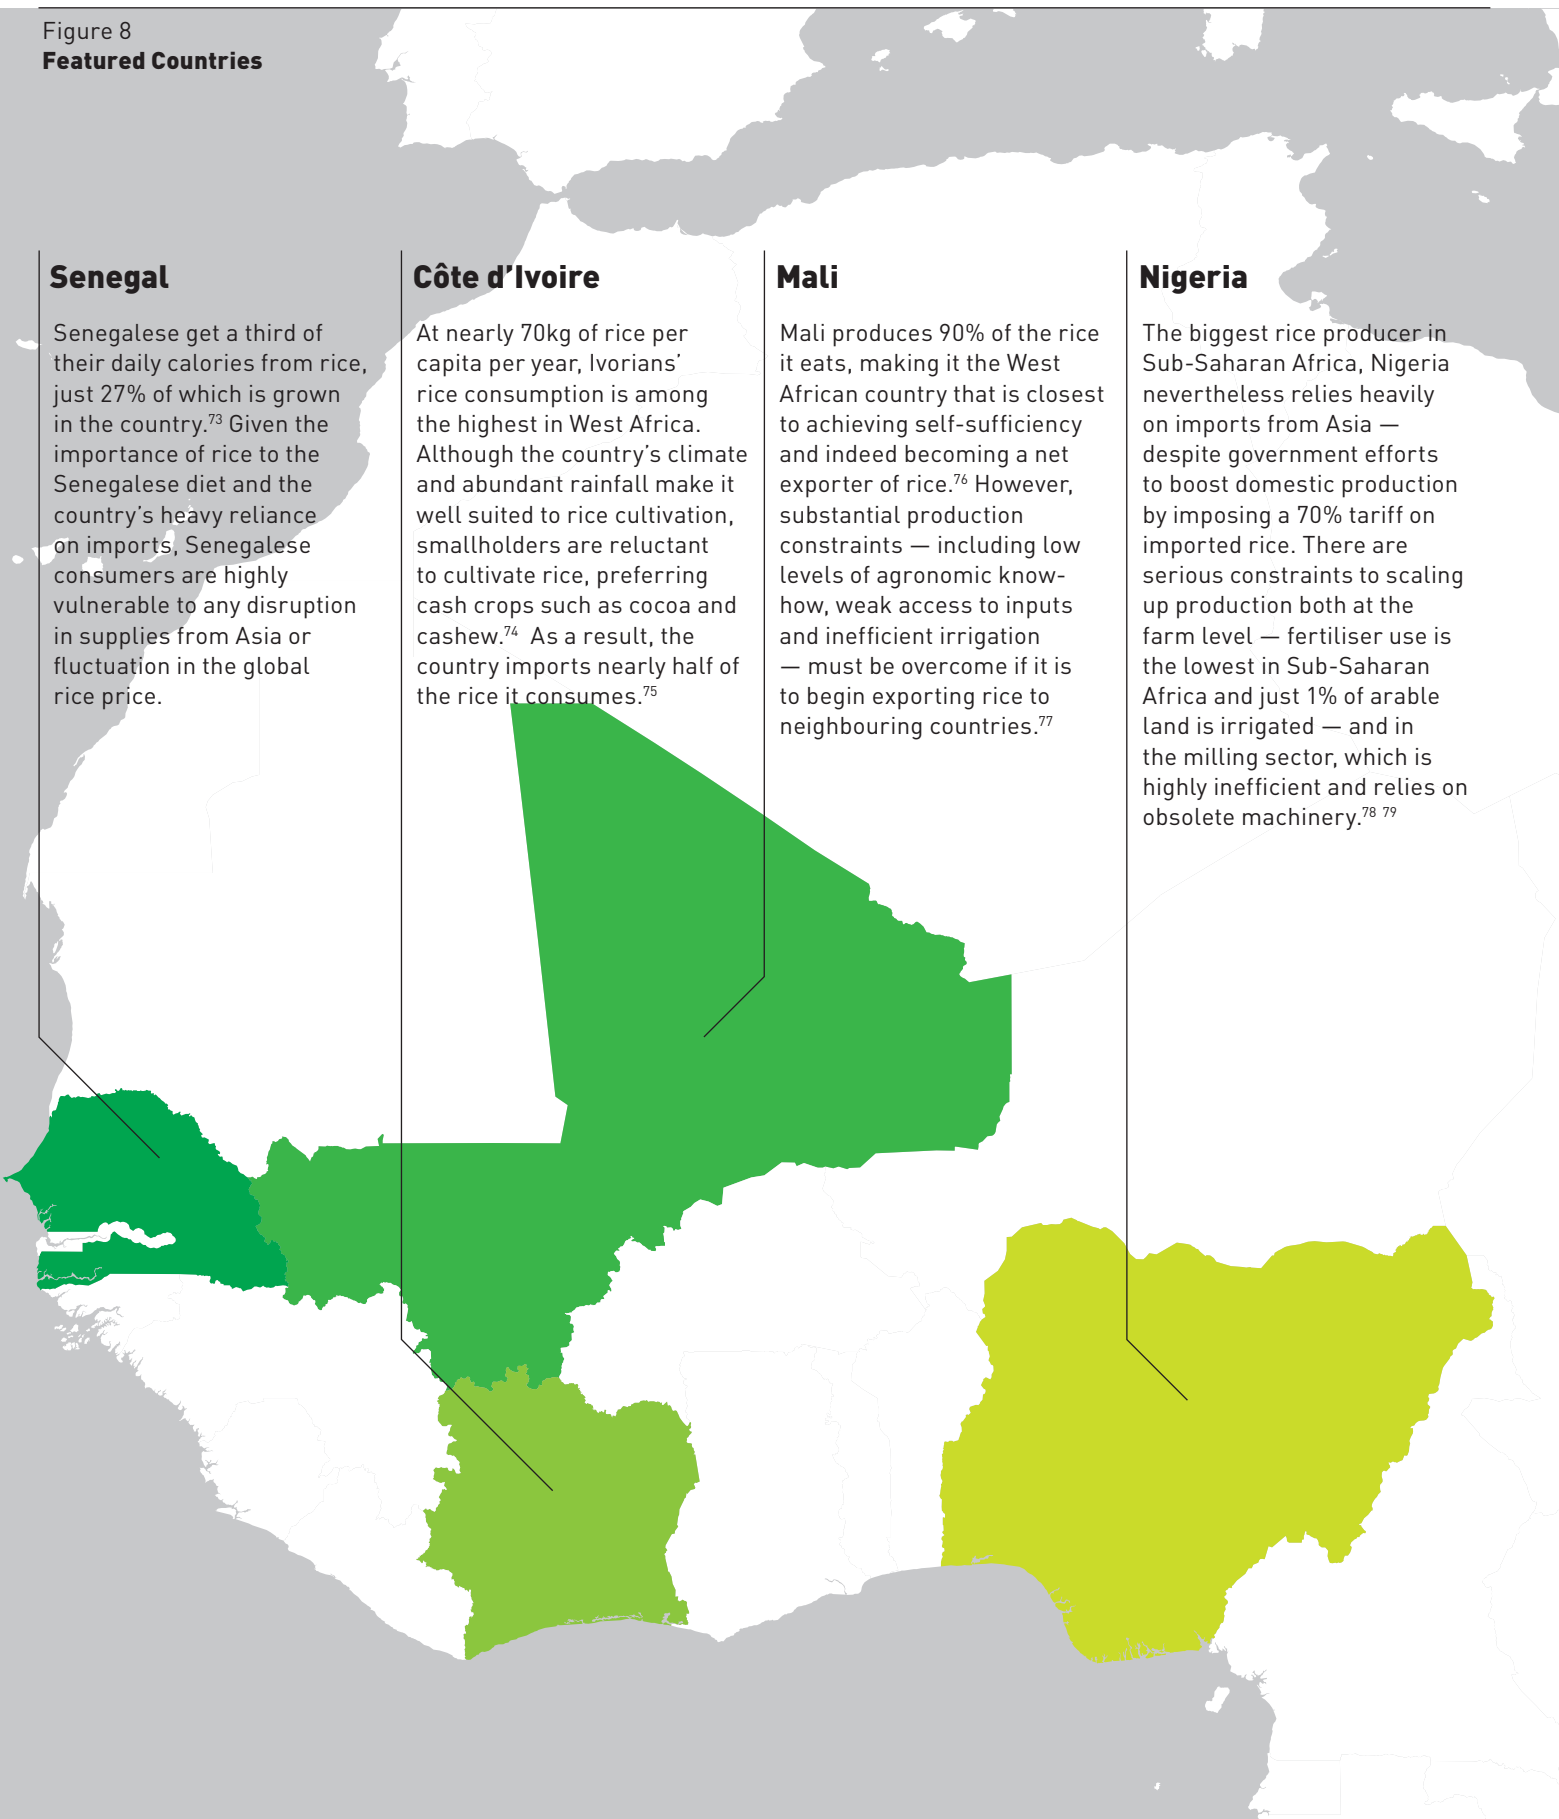 Figure 8
Featured Countries
Senegal
Senegalese get a third of
their daily calories from rice,
just 27% of which is grown
in the country.73 Given the
importance of rice to the
Senegalese diet and the
country’s heavy reliance
on imports, Senegalese
consumers are highly
vulnerable to any disruption
in supplies from Asia or
fluctuation in the global
rice price.
Côte d’Ivoire
At nearly 70kg of rice per
capita per year, Ivorians’
rice consumption is among
the highest in West Africa.
Although the country’s climate
and abundant rainfall make it
well suited to rice cultivation,
smallholders are reluctant
to cultivate rice, preferring
cash crops such as cocoa and
cashew.74 As a result, the
country imports nearly half of
the rice it consumes.75
Mali
Mali produces 90% of the rice
it eats, making it the West
African country that is closest
to achieving self-sufficiency
and indeed becoming a net
exporter of rice.76 However,
substantial production
constraints — including low
levels of agronomic know-
how, weak access to inputs
and inefficient irrigation
— must be overcome if it is
to begin exporting rice to
neighbouring countries.77
Nigeria
The biggest rice producer in
Sub-Saharan Africa, Nigeria
nevertheless relies heavily
on imports from Asia —
despite government efforts
to boost domestic production
by imposing a 70% tariff on
imported rice. There are
serious constraints to scaling
up production both at the
farm level — fertiliser use is
the lowest in Sub-Saharan
Africa and just 1% of arable
land is irrigated — and in
the milling sector, which is
highly inefficient and relies on
obsolete machinery.78 79